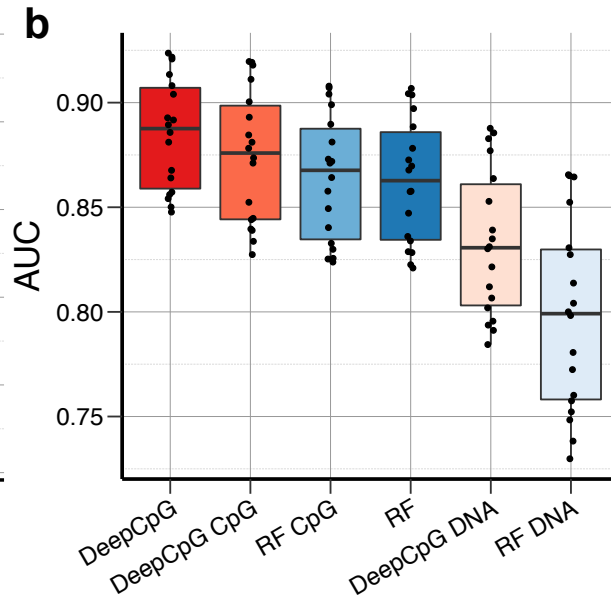 b
AUC
0.90
0.85
0.80
0.75
DeepCpG
DeepCpG CpG
RF CpG
RF
DeepCpG DNA
RF DNA